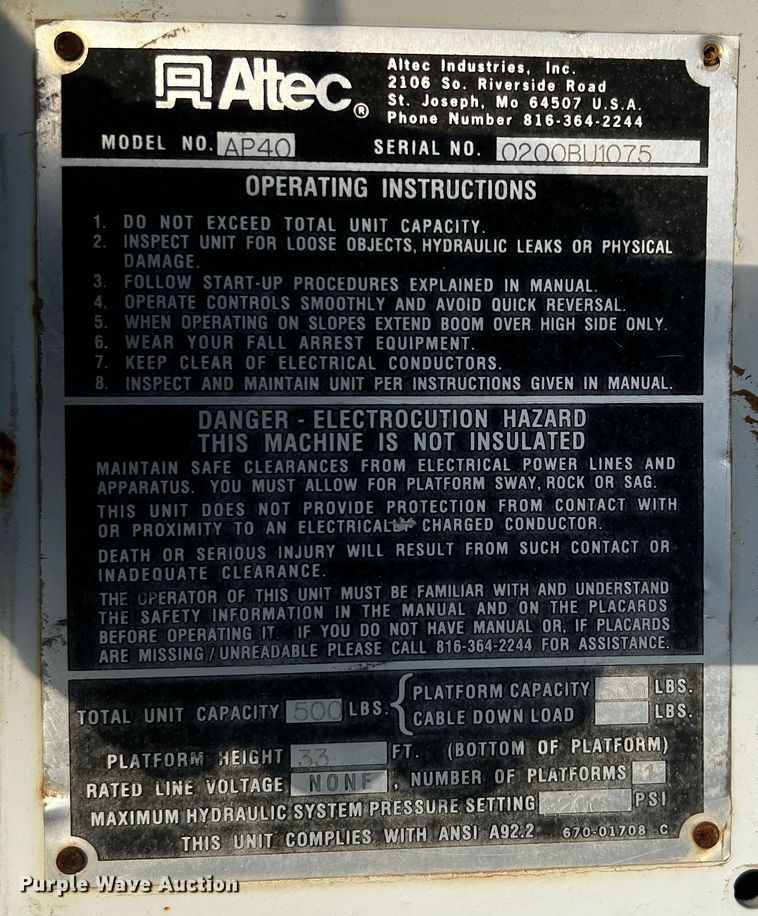 Altec®
Altec Industries, Inc.
2106 So. Riverside Road
St. Joseph, Mo 64507 U.S.A.
Phone Number 816-364-2244
MODEL NO. AP40 SERIAL NO. 0200BU1075
OPERATING INSTRUCTIONS
1. DO NOT EXCEED TOTAL UNIT CAPACITY.
2. INSPECT UNIT FOR LOOSE OBJECTS, HYDRAULIC LEAKS OR PHYSICAL
DAMAGE.
3. FOLLOW START-UP PROCEDURES EXPLAINED IN MANUAL.
4. OPERATE CONTROLS SMOOTHLY AND AVOID QUICK REVERSAL.
5. WHEN OPERATING ON SLOPES EXTEND BOOM OVER HIGH SIDE ONLY.
6. WEAR YOUR FALL ARREST EQUIPMENT.
7. KEEP CLEAR OF ELECTRICAL CONDUCTORS.
8. INSPECT AND MAINTAIN UNIT PER INSTRUCTIONS GIVEN IN MANUAL.
DANGER - ELECTROCUTION HAZARD
THIS MACHINE IS NOT INSULATED
MAINTAIN SAFE CLEARANCES FROM ELECTRICAL POWER LINES AND
APPARATUS. YOU MUST ALLOW FOR PLATFORM SWAY, ROCK OR SAG.
THIS UNIT DOES NOT PROVIDE PROTECTION FROM CONTACT WITH
OR PROXIMITY TO AN ELECTRICALLY CHARGED CONDUCTOR.
DEATH OR SERIOUS INJURY WILL RESULT FROM SUCH CONTACT OR
INADEQUATE CLEARANCE.
THE OPERATOR OF THIS UNIT MUST BE FAMILIAR WITH AND UNDERSTAND
THE SAFETY INFORMATION IN THE MANUAL AND ON THE PLACARDS
BEFORE OPERATING IT. IF YOU DO NOT HAVE MANUAL OR, IF PLACARDS
ARE MISSING/UNREADABLE PLEASE CALL 816-364-2244 FOR ASSISTANCE.
TOTAL UNIT CAPACITY 500 LBS. PLATFORM CAPACITY 500 LBS.
CABLE DOWN LOAD LBS.
PLATFORM HEIGHT 33 FT. (BOTTOM OF PLATFORM)
RATED LINE VOLTAGE NONE, NUMBER OF PLATFORMS 1
MAXIMUM HYDRAULIC SYSTEM PRESSURE SETTING PSI
THIS UNIT COMPLIES WITH ANSI A92.2 670-01708 C
Purple Wave Auction